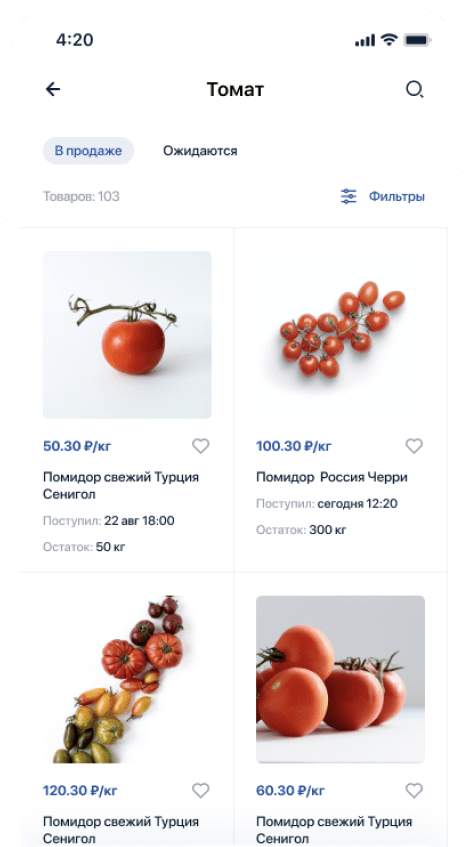 4:20
Томат
В продаже Ожидаются
Товаров: 103 Фильтры
50.30 ₽/кг
Помидор свежий Турция
Сенигол
Поступил: 22 авг 18:00
Остаток: 50 кг
100.30 ₽/кг
Помидор Россия Черри
Поступил: сегодня 12:20
Остаток: 300 кг
120.30 ₽/кг
Помидор свежий Турция
Сенигол
60.30 ₽/кг
Помидор свежий Турция
Сенигол